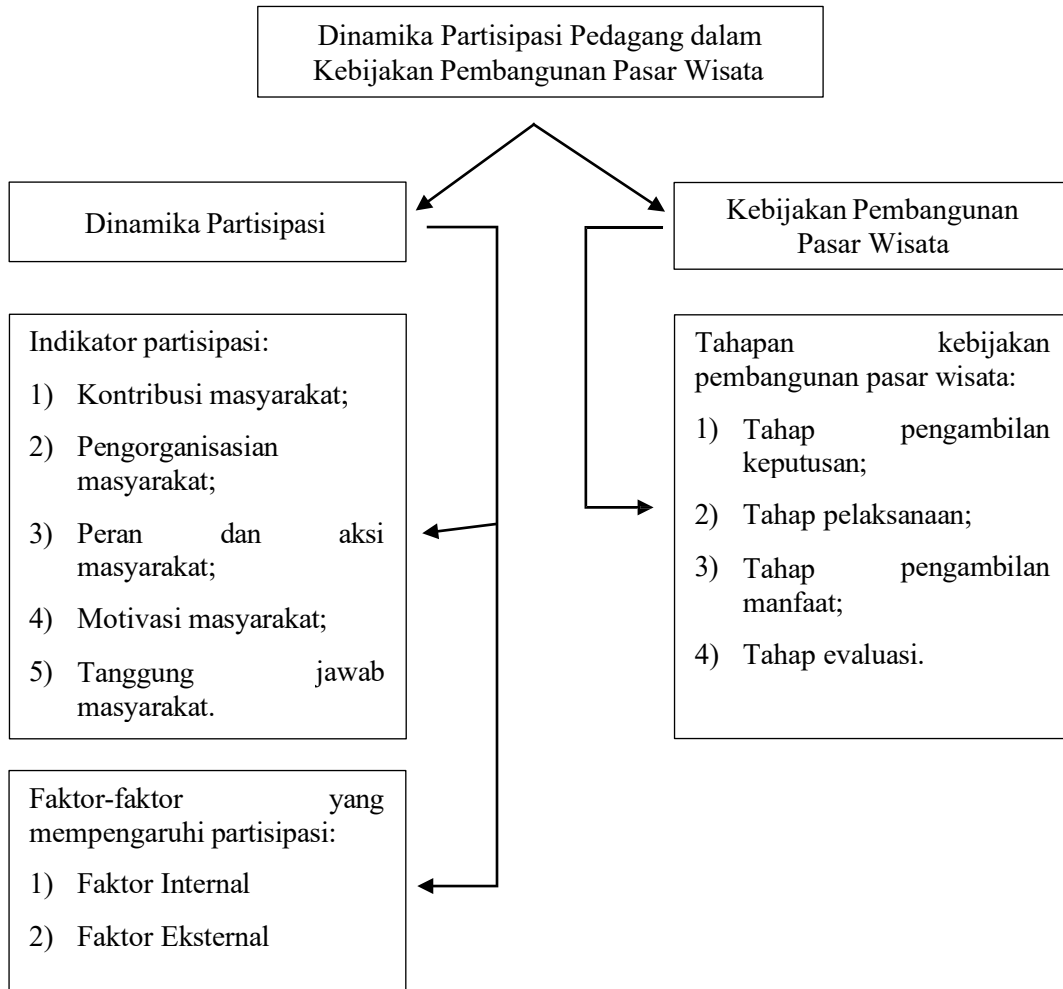 Dinamika Partisipasi Pedagang dalam
Kebijakan Pembangunan Pasar Wisata
Dinamika Partisipasi
Kebijakan Pembangunan
Pasar Wisata
Indikator partisipasi:
1) Kontribusi masyarakat;
2) Pengorganisasian
masyarakat;
3) Peran dan aksi
masyarakat;
4) Motivasi masyarakat;
5) Tanggung jawab
masyarakat.
Tahapan kebijakan
pembangunan pasar wisata:
1) Tahap pengambilan
keputusan;
2) Tahap pelaksanaan;
3) Tahap pengambilan
manfaat;
4) Tahap evaluasi.
Faktor-faktor yang
mempengaruhi partisipasi:
1) Faktor Internal
2) Faktor Eksternal